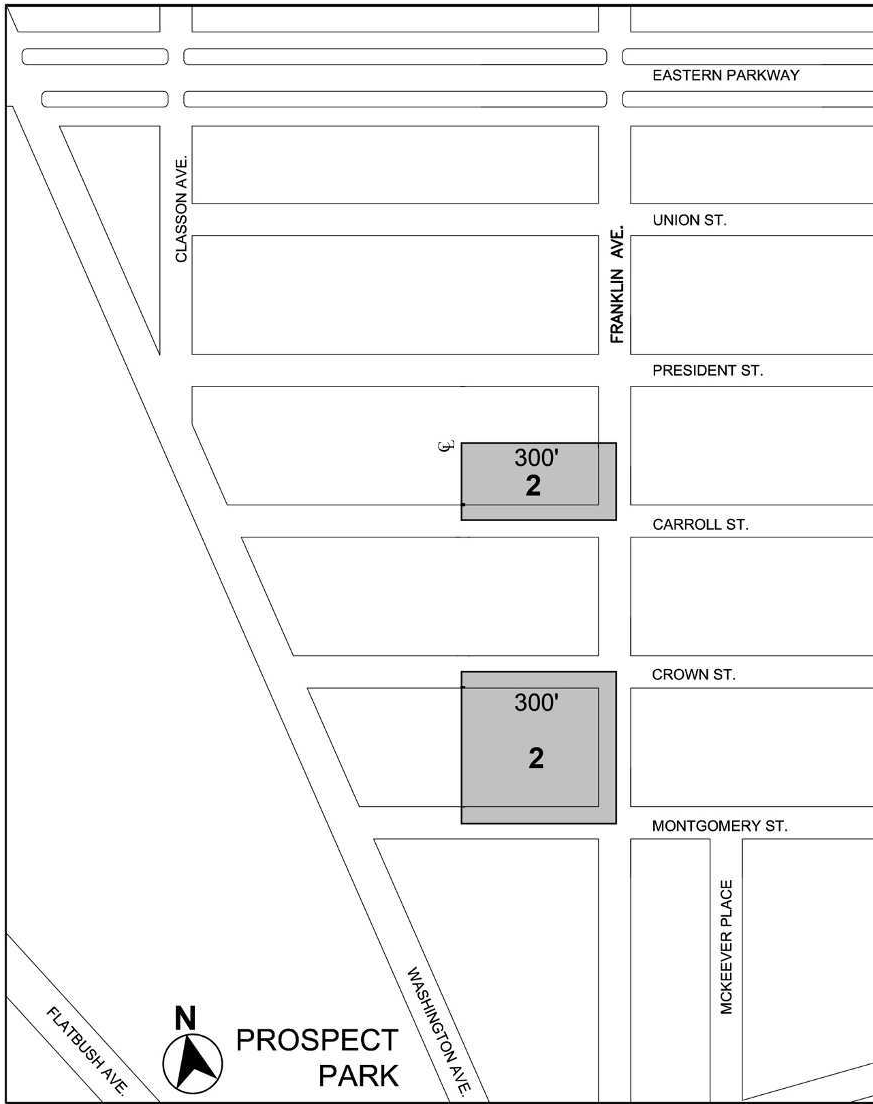 EASTERN PARKWAY
CLASSON AVE.
UNION ST.
FRANKLIN AVE.
PRESIDENT ST.
CL
300'
2
CARROLL ST.
CROWN ST.
300'
2
MONTGOMERY ST.
MCKEEVER PLACE
WASHINGTON AVE.
FLATBUSH AVE.
N
PROSPECT
PARK